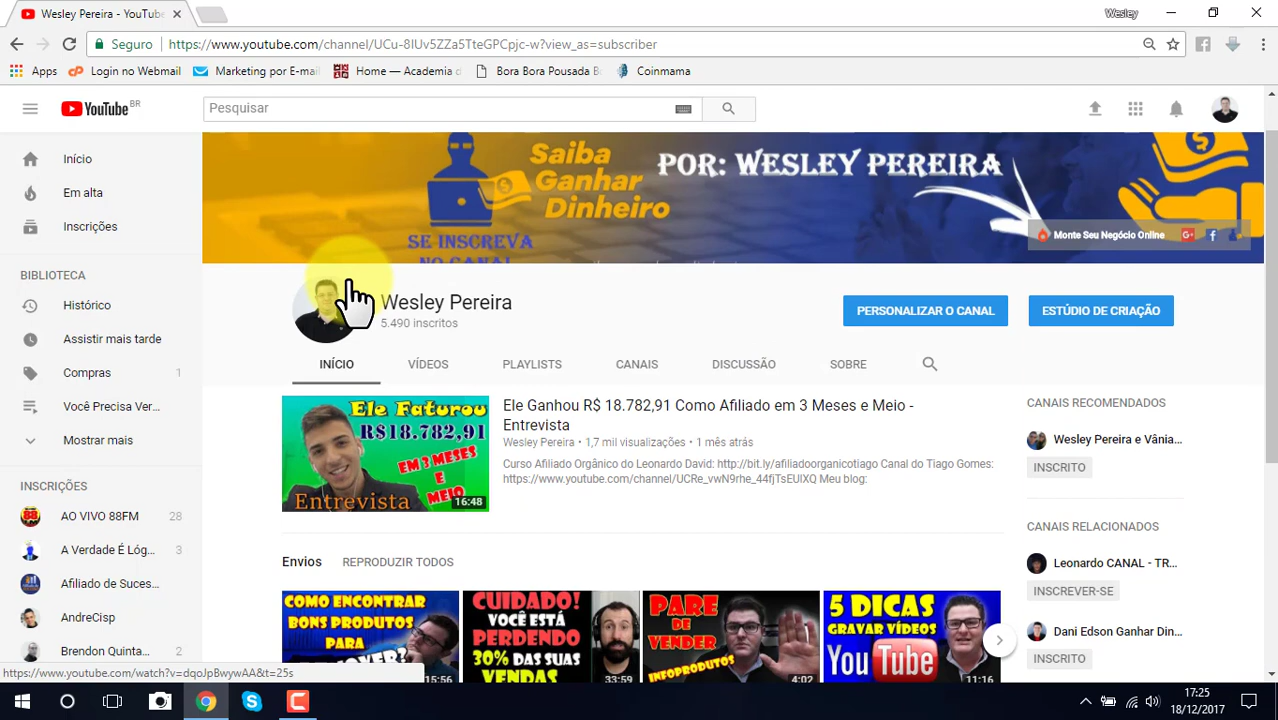 Wesley Pereira - YouTub
Wesley
Seguro
https://www.youtube.com/channel/UCu-8IUv5ZZa5TteGPCpjc-w?view_as=subscriber
Apps
Login no Webmail
Marketing por E-mai
Home — Academia d
Bora Bora Pousada B
Coinmama
YouTube BR
Pesquisar
Início
Em alta
Inscrições
BIBLIOTECA
Histórico
Assistir mais tarde
Compras 1
Você Precisa Ver...
Mostrar mais
INSCRIÇÕES
88
AO VIVO 88FM 28
A Verdade É Lóg... 3
Afiliado de Suces...
AndreCisp
Brendon Quinta... 2
https://www.youtube.com/watch?v=dqoJpBwywAA&t=25s
Saiba
Ganhar
Dinheiro
POR: WESLEY PEREIRA
SE INSCREVA
NO CANAL
Monte Seu Negócio Online
G+
Wesley Pereira
5.490 inscritos
PERSONALIZAR O CANAL
ESTÚDIO DE CRIAÇÃO
INÍCIO
VÍDEOS
PLAYLISTS
CANAIS
DISCUSSÃO
SOBRE
Ele Faturou
R$18.782,91
EM 3 MESES
E
MEIO
Entrevista
16:48
Ele Ganhou R$ 18.782,91 Como Afiliado em 3 Meses e Meio -
Entrevista
Wesley Pereira • 1,7 mil visualizações • 1 mês atrás
Curso Afiliado Orgânico do Leonardo David: http://bit.ly/afiliadoorganicotiago Canal do Tiago Gomes:
https://www.youtube.com/channel/UCRe_vwN9rhe_44fjTsEUIXQ Meu blog:
CANAIS RECOMENDADOS
Wesley Pereira e Vânia...
INSCRITO
CANAIS RELACIONADOS
Leonardo CANAL - TR...
INSCREVER-SE
Dani Edson Ganhar Din...
INSCRITO
Envios
REPRODUZIR TODOS
COMO ENCONTRAR
BONS PRODUTOS
PARA
15:56
CUIDADO!
VOCÊ ESTÁ
PERDENDO
30% DAS SUAS
VENDAS
33:59
PARE
DE
VENDER
INFOPRODUTOS
4:02
5 DICAS
GRAVAR VÍDEOS
YouTube
11:16
17:25
18/12/2017